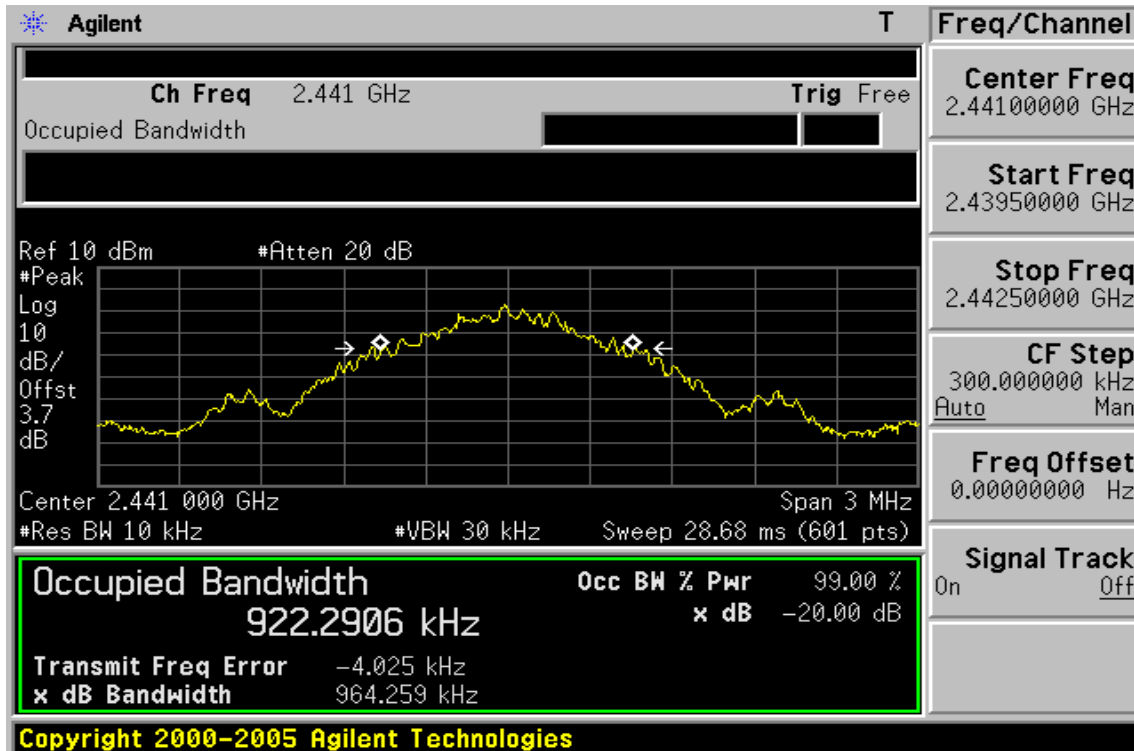 Agilent T
Ch Freq 2.441 GHz Trig Free
Occupied Bandwidth
Ref 10 dBm #Atten 20 dB
#Peak
Log
10
dB/
Offst
3.7
dB
Center 2.441 000 GHz Span 3 MHz
#Res BW 10 kHz #VBW 30 kHz Sweep 28.68 ms (601 pts)
Occupied Bandwidth Occ BW % Pwr 99.00 %
922.2906 kHz x dB -20.00 dB
Transmit Freq Error -4.025 kHz
x dB Bandwidth 964.259 kHz
Copyright 2000-2005 Agilent Technologies
Freq/Channel
Center Freq
2.44100000 GHz
Start Freq
2.43950000 GHz
Stop Freq
2.44250000 GHz
CF Step
300.000000 kHz
Auto Man
Freq Offset
0.00000000 Hz
Signal Track
On Off